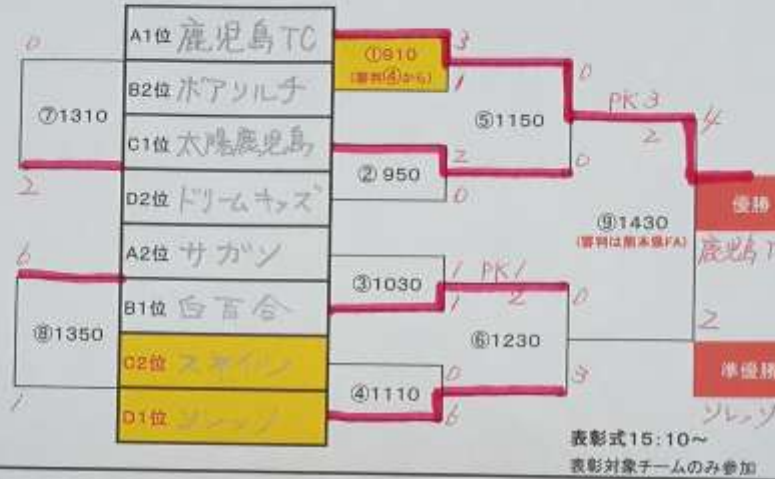 0
A1位 鹿児島TC
①910
(審判④から)
3
1
B2位 ボアソルチ
⑦1310
2
C1位 太陽鹿児島
② 950
2
0
D2位 ドリームキッズ
⑤1150
0
0
PK3
2
4
優勝
鹿児島T
⑨1430
(審判は熊本県FA)
6
A2位 サガン
③1030
1 PK1
1 2
B1位 白百合
⑧1350
1
⑥1230
0
3
C2位
④1110
0
6
D1位 ソレッソ
2
準優勝
ソレッソ
表彰式15:10～
表彰対象チームのみ参加